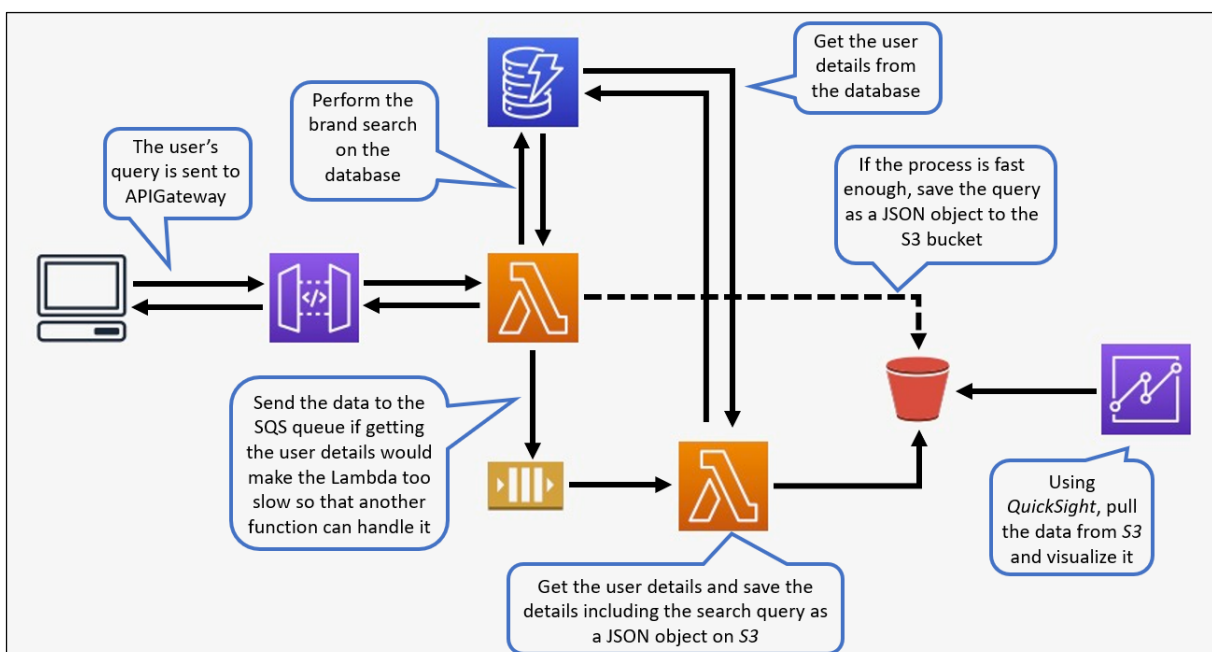 Get the user
details from
the database
Perform the
brand search
on the
database
The user’s
query is sent to
APIGateway
If the process is fast
enough, save the query
as a JSON object to the
S3 bucket
</>
Send the data to the
SQS queue if getting
the user details would
make the Lambda too
slow so that another
function can handle it
Using
QuickSight, pull
the data from S3
and visualize it
Get the user details and save the
details including the search query as
a JSON object on S3